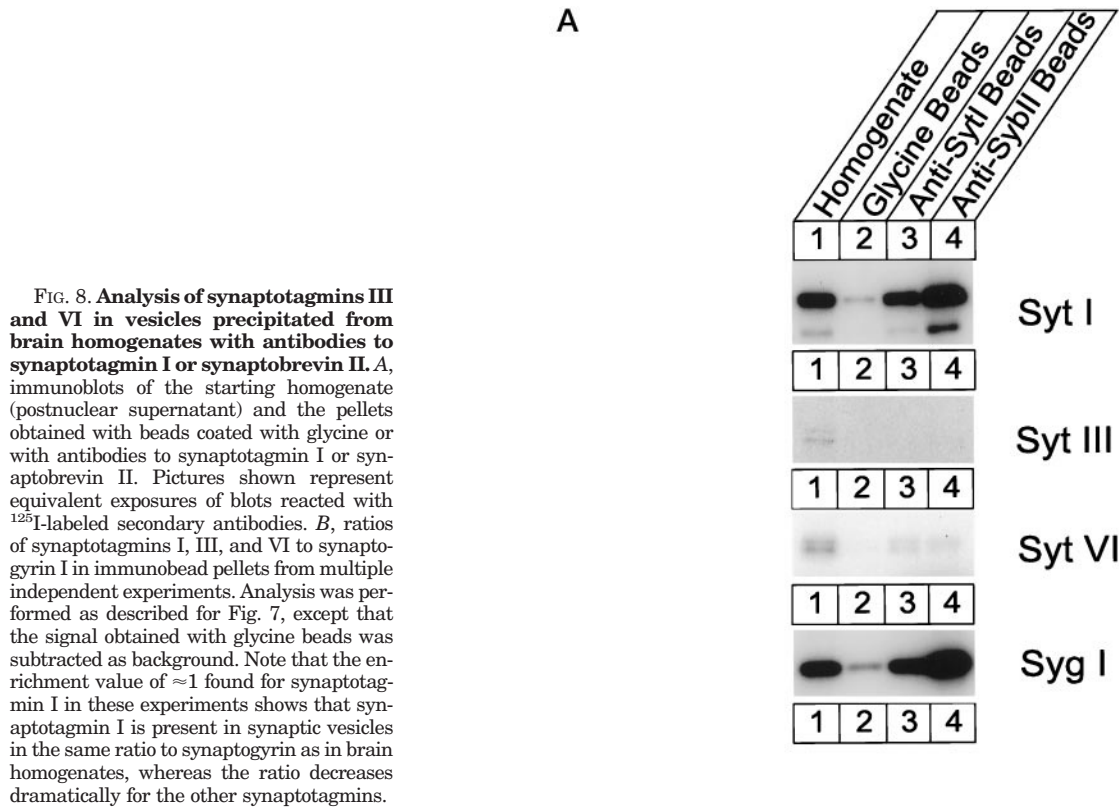 A
Homogenate
Glycine Beads
Anti-SytI Beads
Anti-SybII Beads
1 2 3 4
Syt I
1 2 3 4
Syt III
1 2 3 4
Syt VI
1 2 3 4
Syg I
1 2 3 4
FIG. 8. Analysis of synaptotagmins III
and VI in vesicles precipitated from
brain homogenates with antibodies to
synaptotagmin I or synaptobrevin II. A,
immunoblots of the starting homogenate
(postnuclear supernatant) and the pellets
obtained with beads coated with glycine or
with antibodies to synaptotagmin I or syn-
aptobrevin II. Pictures shown represent
equivalent exposures of blots reacted with
¹²⁵I-labeled secondary antibodies. B, ratios
of synaptotagmins I, III, and VI to synapto-
gyrin I in immunobead pellets from multiple
independent experiments. Analysis was per-
formed as described for Fig. 7, except that
the signal obtained with glycine beads was
subtracted as background. Note that the en-
richment value of ≈1 found for synaptotag-
min I in these experiments shows that syn-
aptotagmin I is present in synaptic vesicles
in the same ratio to synaptogyrin as in brain
homogenates, whereas the ratio decreases
dramatically for the other synaptotagmins.